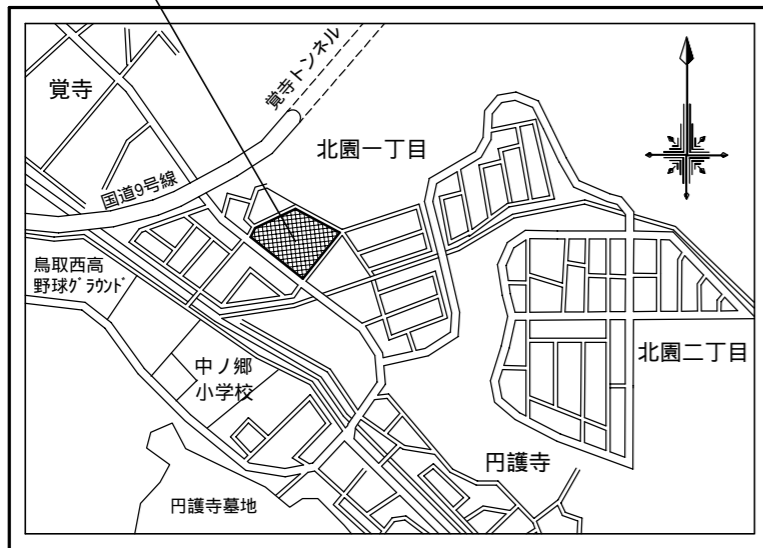 覚寺
覚寺トンネル
北園一丁目
国道9号線
鳥取西高
野球ｸﾞﾗｳﾝﾄﾞ
中ノ郷
小学校
北園二丁目
円護寺
円護寺墓地